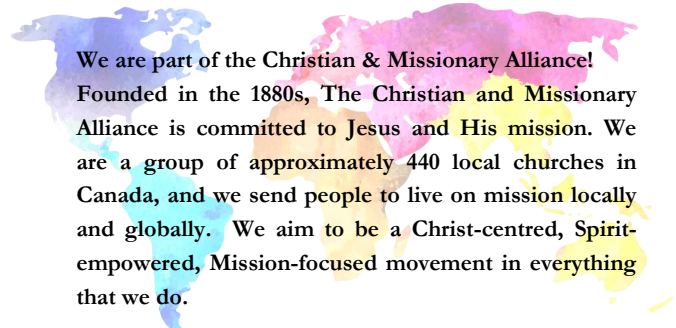 We are part of the Christian & Missionary Alliance!
Founded in the 1880s, The Christian and Missionary
Alliance is committed to Jesus and His mission. We
are a group of approximately 440 local churches in
Canada, and we send people to live on mission locally
and globally.  We aim to be a Christ-centred, Spirit-
empowered, Mission-focused movement in everything
that we do.